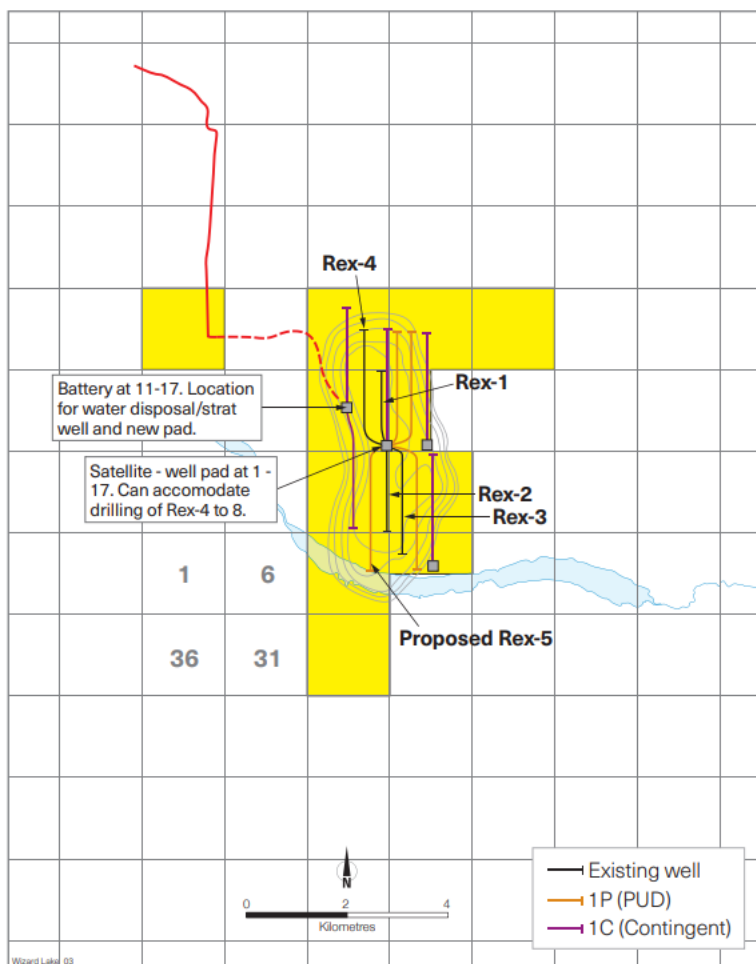 Rex-4
Rex-1
Battery at 11-17. Location
for water disposal/strat
well and new pad.
Satellite - well pad at 1 -
17. Can accomodate
drilling of Rex-4 to 8.
Rex-2
Rex-3
1
6
Proposed Rex-5
36
31
N
0
2
4
Kilometres
Existing well
1P (PUD)
1C (Contingent)
Wizard Lake_03